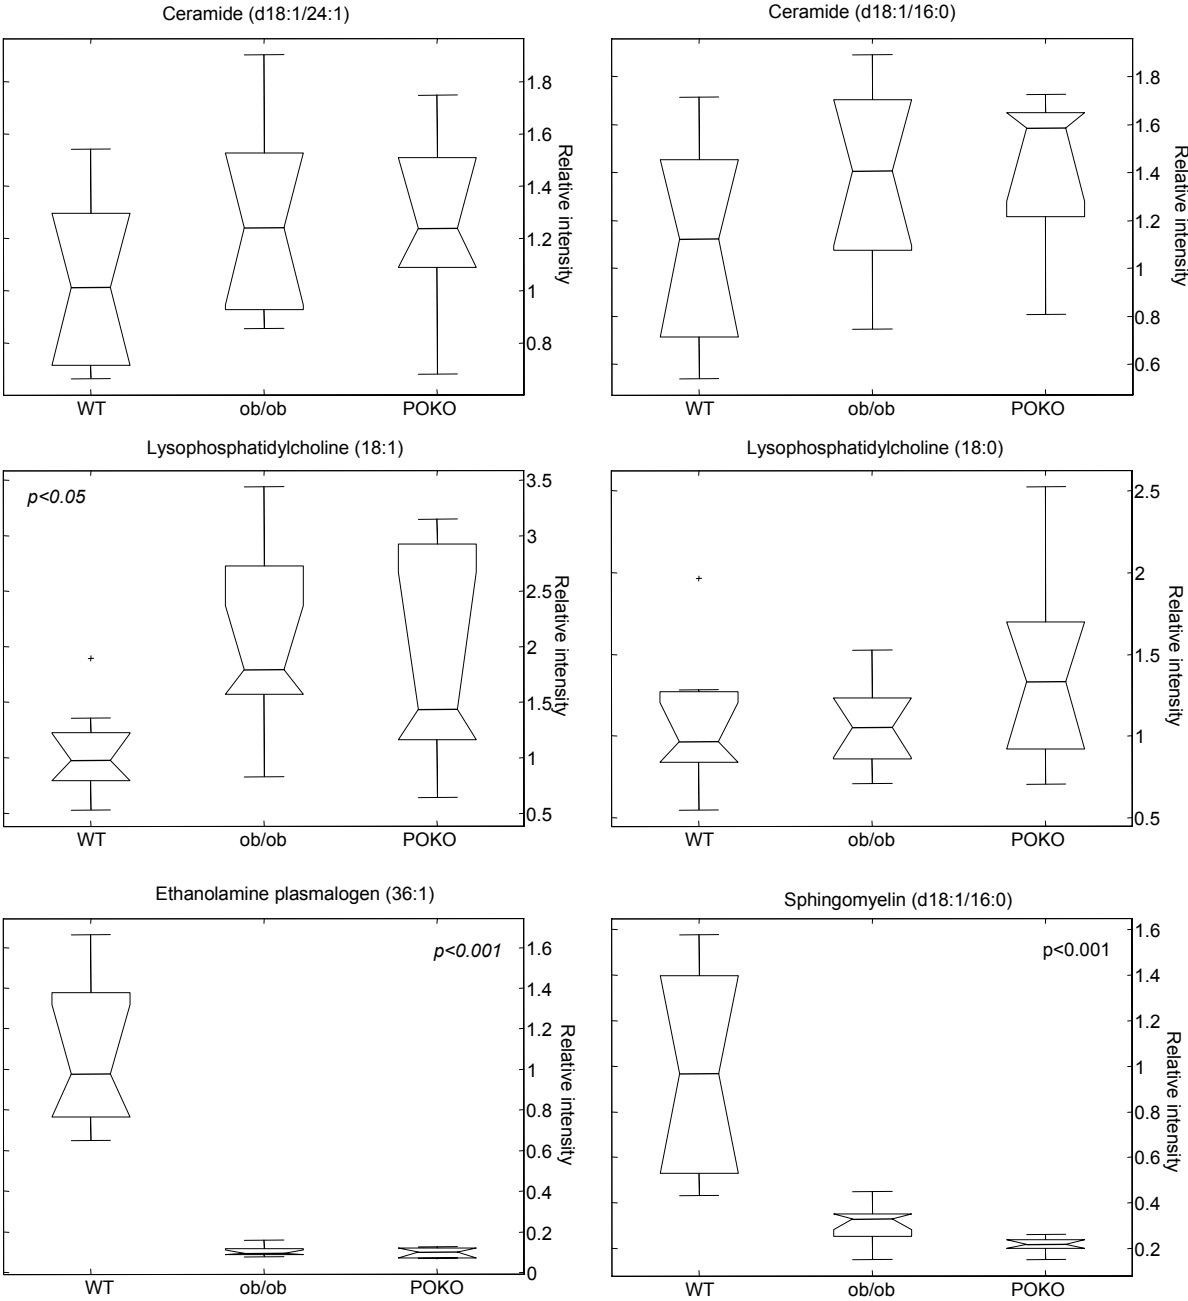 Ceramide (d18:1/24:1)
1.8
1.6
1.4
1.2
1
0.8
Relative intensity
WT ob/ob POKO
Ceramide (d18:1/16:0)
1.8
1.6
1.4
1.2
1
0.8
0.6
Relative intensity
WT ob/ob POKO
Lysophosphatidylcholine (18:1)
p<0.05
3.5
3
2.5
2
1.5
1
0.5
Relative intensity
WT ob/ob POKO
Lysophosphatidylcholine (18:0)
2.5
2
1.5
1
0.5
Relative intensity
WT ob/ob POKO
Ethanolamine plasmalogen (36:1)
p<0.001
1.6
1.4
1.2
1
0.8
0.6
0.4
0.2
0
Relative intensity
WT ob/ob POKO
Sphingomyelin (d18:1/16:0)
p<0.001
1.6
1.4
1.2
1
0.8
0.6
0.4
0.2
Relative intensity
WT ob/ob POKO